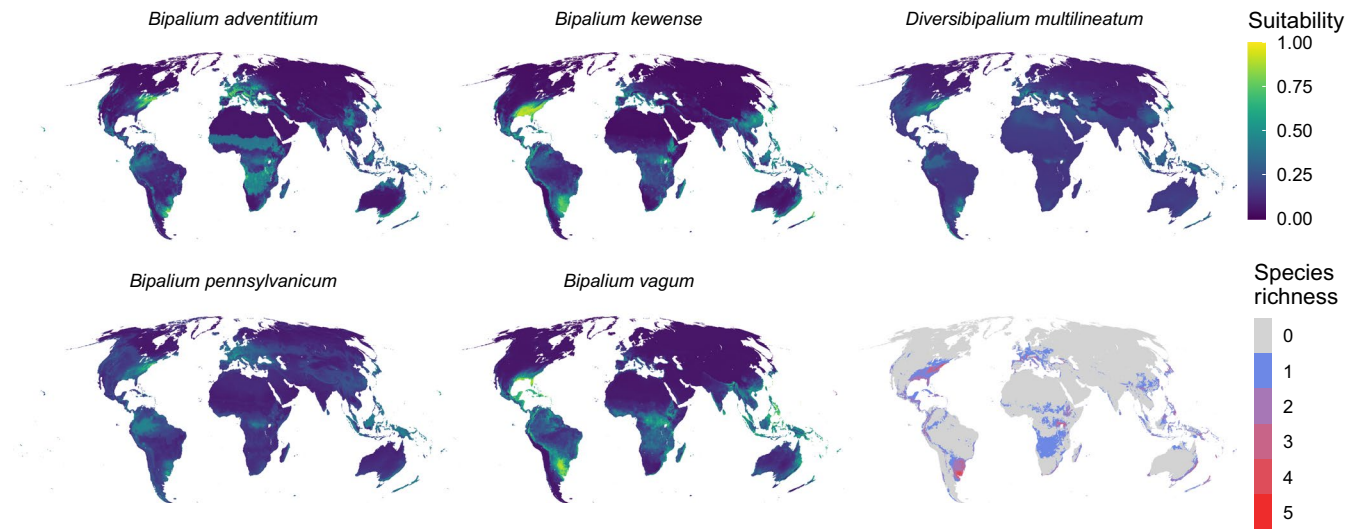 Bipalium adventitium
Bipalium kewense
Diversibipalium multilineatum
Suitability
1.00
0.75
0.50
0.25
0.00
Bipalium pennsylvanicum
Bipalium vagum
Species
richness
0
1
2
3
4
5